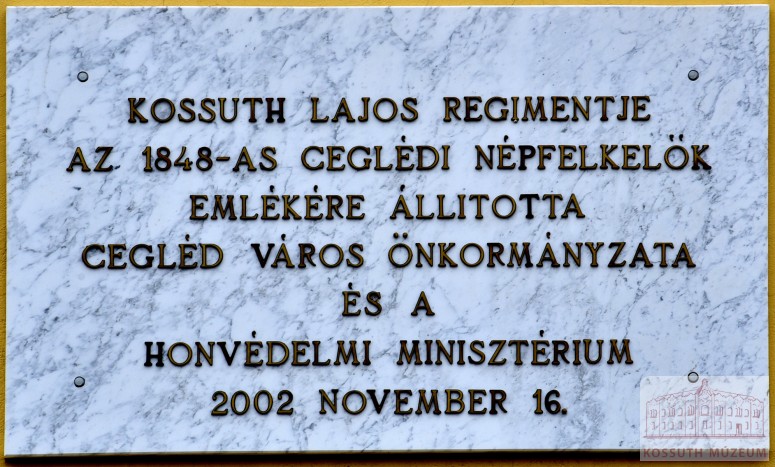 KOSSUTH LAJOS REGIMENTJE
AZ 1848-AS CEGLÉDI NÉPFELKELŐK
EMLÉKÉRE ÁLLITOTTA
CEGLÉD VÁROS ÖNKORMÁNYZATA
ÉS A
HONVÉDELMI MINISZTÉRIUM
2002 NOVEMBER 16.
KOSSUTH MÚZEUM